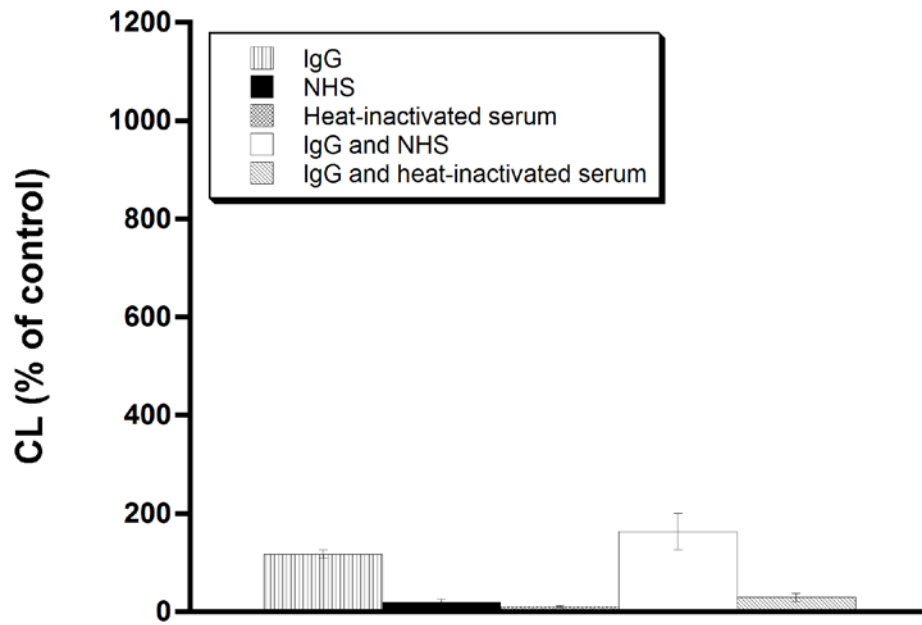 1200
1000
800
600
400
200
0
CL (% of control)
IgG
NHS
Heat-inactivated serum
IgG and NHS
IgG and heat-inactivated serum